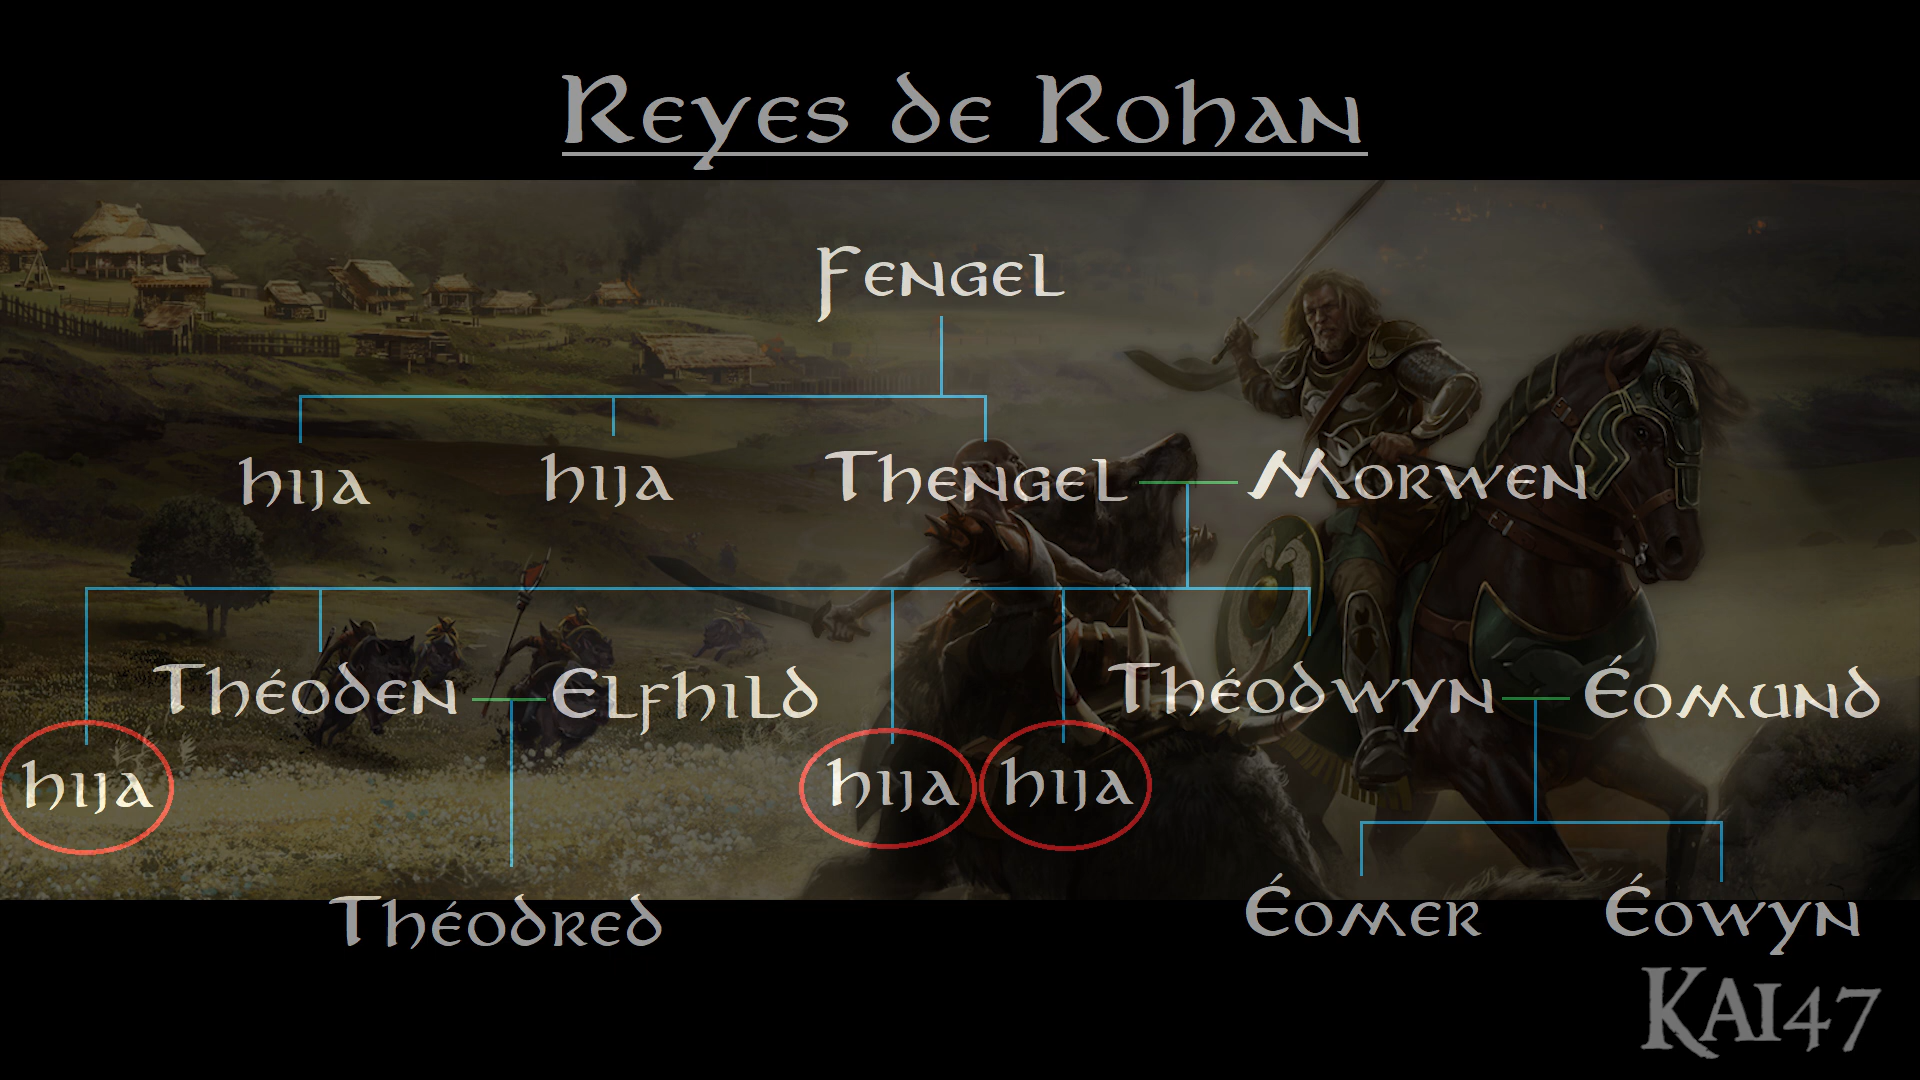 Reyes de Rohan
Fengel
hija hija Thengel Morwen
Théoden Elfhild Théodwyn Éomund
hija hija hija
Théodred Éomer Éowyn
Kai47